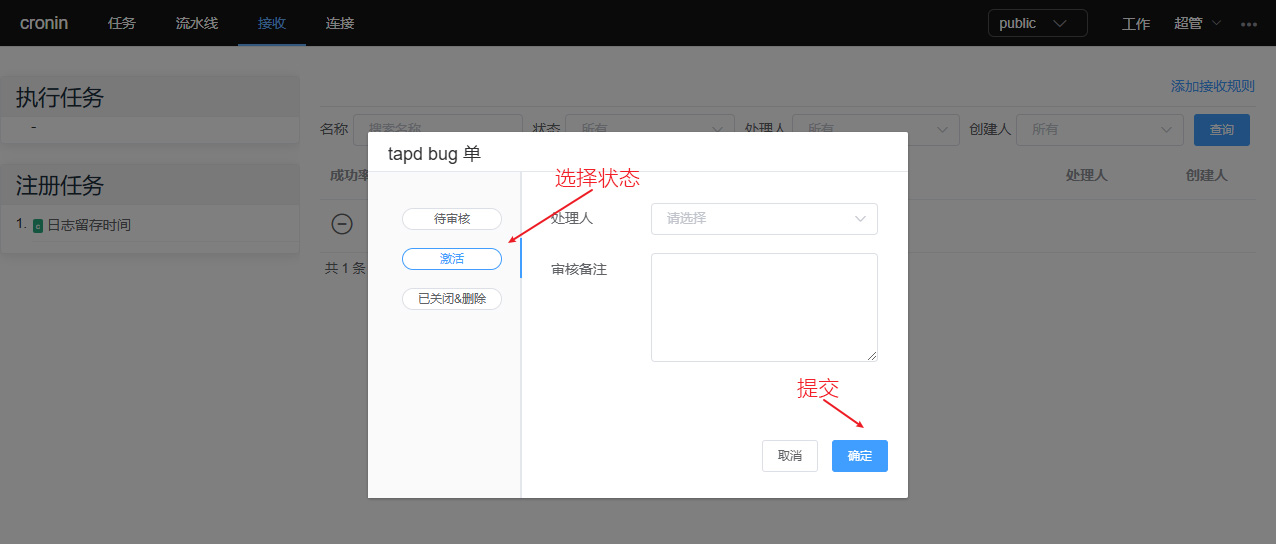 cronin 任务 流水线 接收 连接 public 工作 超管
执行任务
-
注册任务
1. 日志留存时间
添加接收规则
名称 搜索名称 状态 所有 处理人 所有 创建人 所有 查询
成功率 处理人 创建人
共 1 条
tapd bug 单
选择状态
待审核
激活
已关闭&删除
处理人 请选择
审核备注
提交
取消 确定